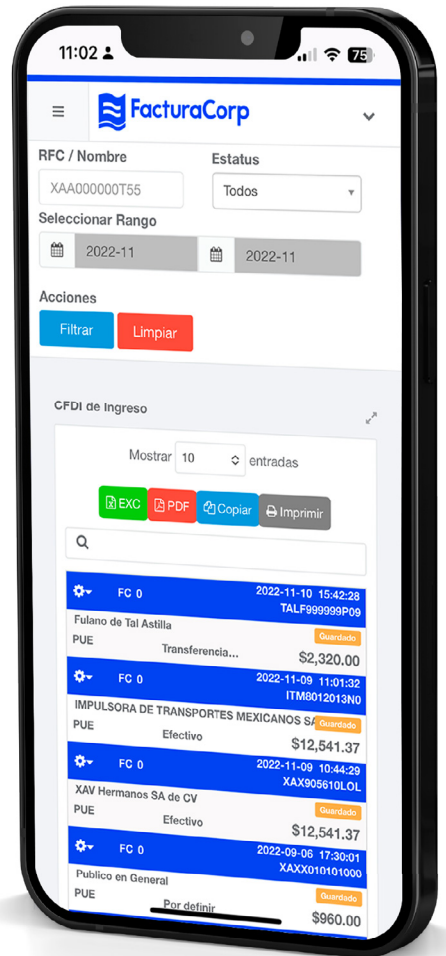 11:02
75
FacturaCorp
RFC / Nombre
Estatus
XAA000000T55
Todos
Seleccionar Rango
2022-11
2022-11
Acciones
Filtrar
Limpiar
CFDI de Ingreso
Mostrar 10 entradas
EXC PDF Copiar Imprimir
FC 0
2022-11-10 15:42:28
TALF999999P09
Fulano de Tal Astilla
Guardado
PUE
Transferencia...
$2,320.00
FC 0
2022-11-09 11:01:32
ITM8012013N0
IMPULSORA DE TRANSPORTES MEXICANOS SA
Guardado
PUE
Efectivo
$12,541.37
FC 0
2022-11-09 10:44:29
XAX905610LOL
XAV Hermanos SA de CV
Guardado
PUE
Efectivo
$12,541.37
FC 0
2022-09-06 17:30:01
XAXX010101000
Publico en General
Guardado
PUE
Por definir
$960.00